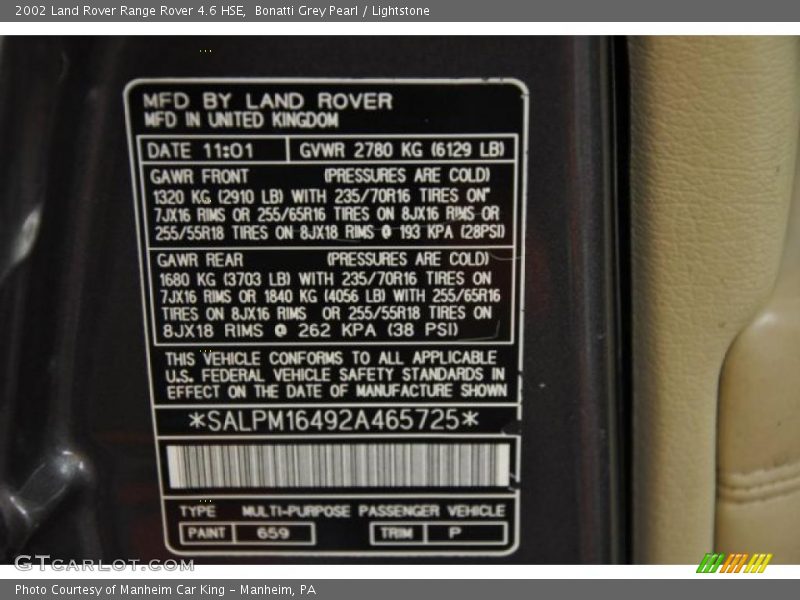 2002 Land Rover Range Rover 4.6 HSE,  Bonatti Grey Pearl / Lightstone
MFD BY LAND ROVER
MFD IN UNITED KINGDOM
DATE 11:01 GVWR 2780 KG (6129 LB)
GAWR FRONT (PRESSURES ARE COLD)
1320 KG (2910 LB) WITH 235/70R16 TIRES ON
7JX16 RIMS OR 255/65R16 TIRES ON 8JX16 RIMS OR
255/55R18 TIRES ON 8JX18 RIMS @ 193 KPA (28PSI)
GAWR REAR (PRESSURES ARE COLD)
1680 KG (3703 LB) WITH 235/70R16 TIRES ON
7JX16 RIMS OR 1840 KG (4056 LB) WITH 255/65R16
TIRES ON 8JX16 RIMS OR 255/55R18 TIRES ON
8JX18 RIMS @ 262 KPA (38 PSI)
THIS VEHICLE CONFORMS TO ALL APPLICABLE
U.S. FEDERAL VEHICLE SAFETY STANDARDS IN
EFFECT ON THE DATE OF MANUFACTURE SHOWN
*SALPM16492A465725*
TYPE MULTI-PURPOSE PASSENGER VEHICLE
PAINT 659 TRIM P
GTCarLot.com
Photo Courtesy of Manheim Car King - Manheim, PA